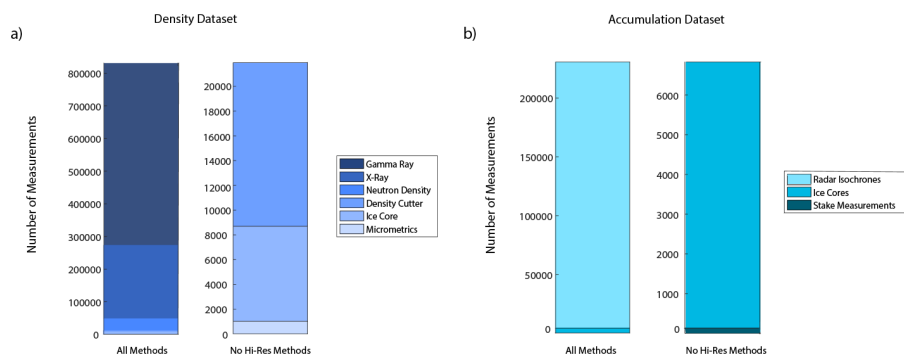 Density Dataset
a)
Number of Measurements
800000
700000
600000
500000
400000
300000
200000
100000
0
All Methods
20000
18000
16000
14000
12000
10000
8000
6000
4000
2000
0
No Hi-Res Methods
Gamma Ray
X-Ray
Neutron Density
Density Cutter
Ice Core
Micrometrics
Accumulation Dataset
b)
Number of Measurements
200000
150000
100000
50000
0
All Methods
6000
5000
4000
3000
2000
1000
0
No Hi-Res Methods
Radar Isochrones
Ice Cores
Stake Measurements